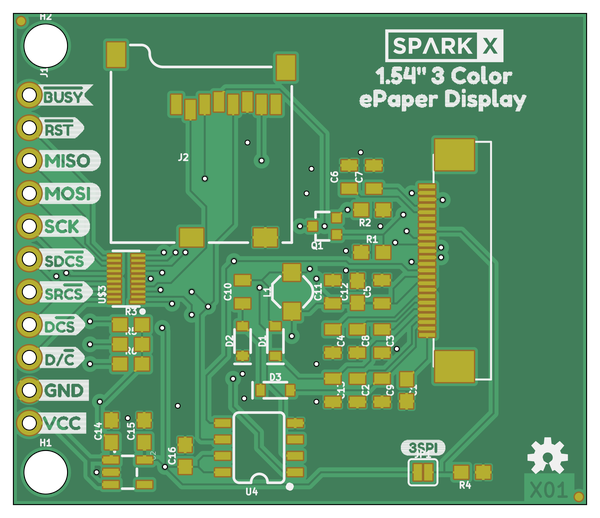 H2
J1
SPARK X
1.54" 3 Color
ePaper Display
BUSY
RST
MISO
MOSI
SCK
SDCS
SRCS
DCS
D/C
GND
VCC
H1
J2
C6
C7
R2
Q1
R1
U$3
R3
C10
C11
C12
C5
D2
D1
C4
C8
C3
D3
C2
C9
C14
C15
C16
U4
3SPI
R4
X01